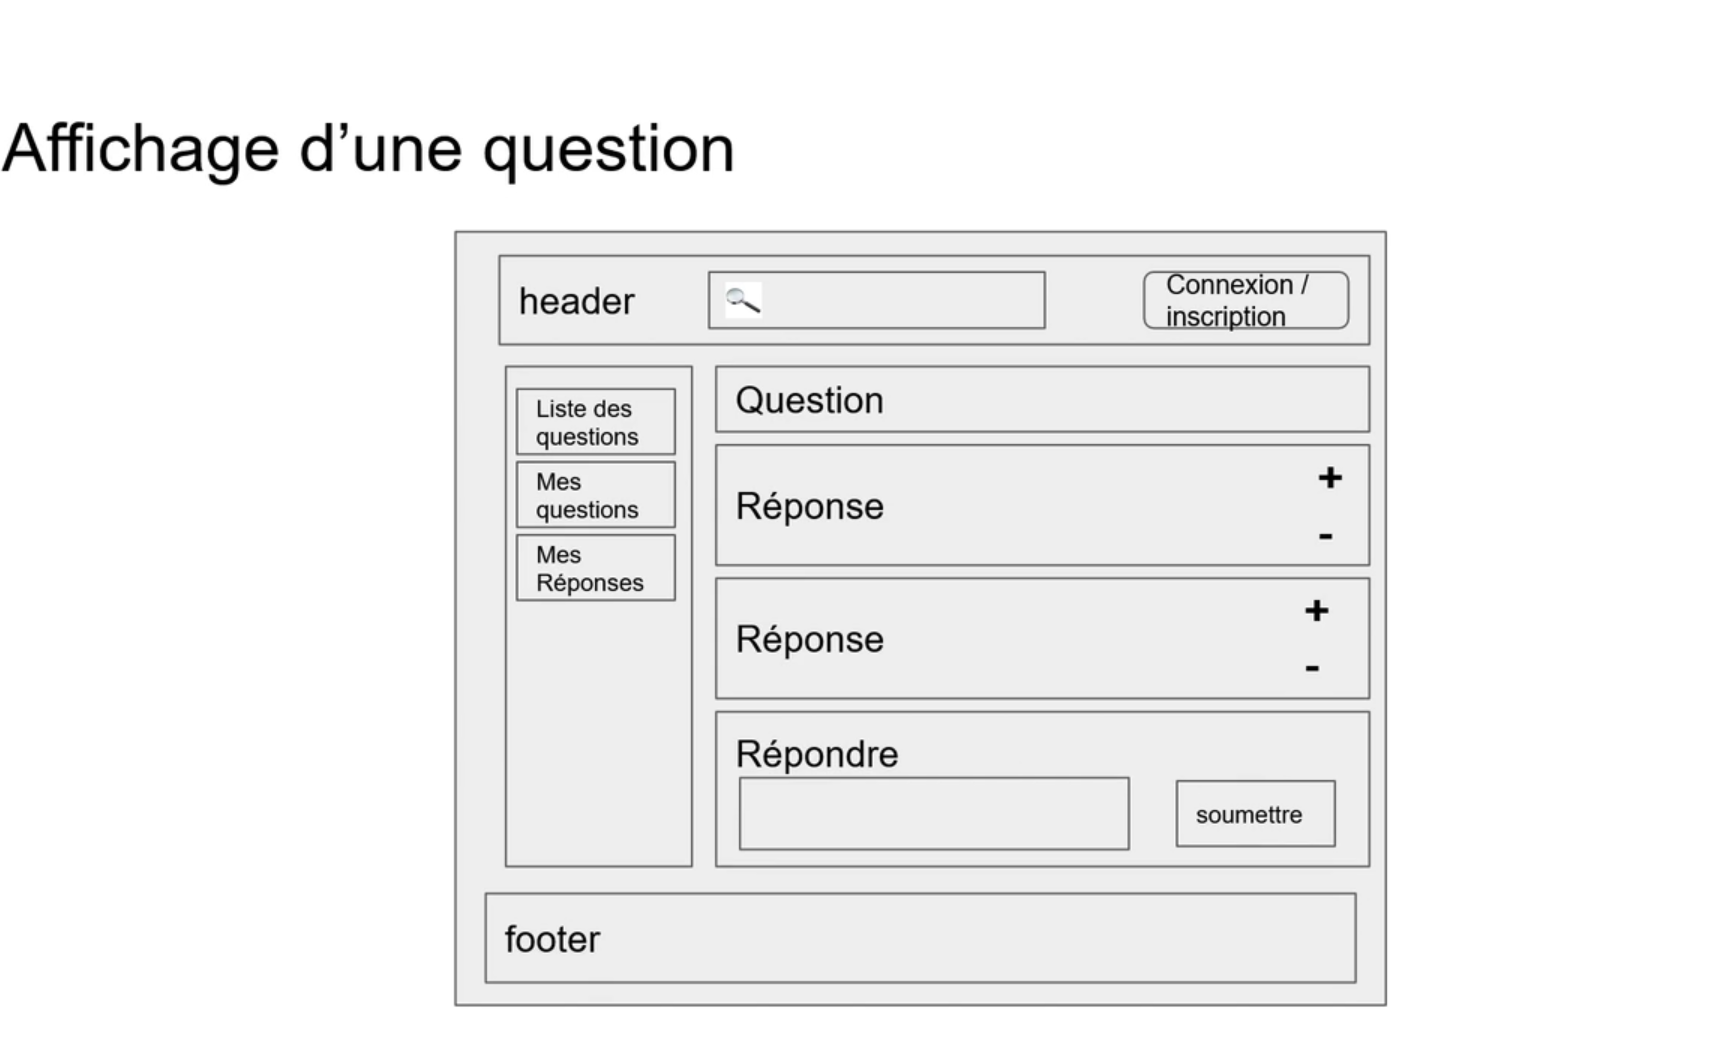 Affichage d’une question
header
Connexion /
inscription
Liste des
questions
Mes
questions
Mes
Réponses
Question
Réponse
+
-
Réponse
+
-
Répondre
soumettre
footer